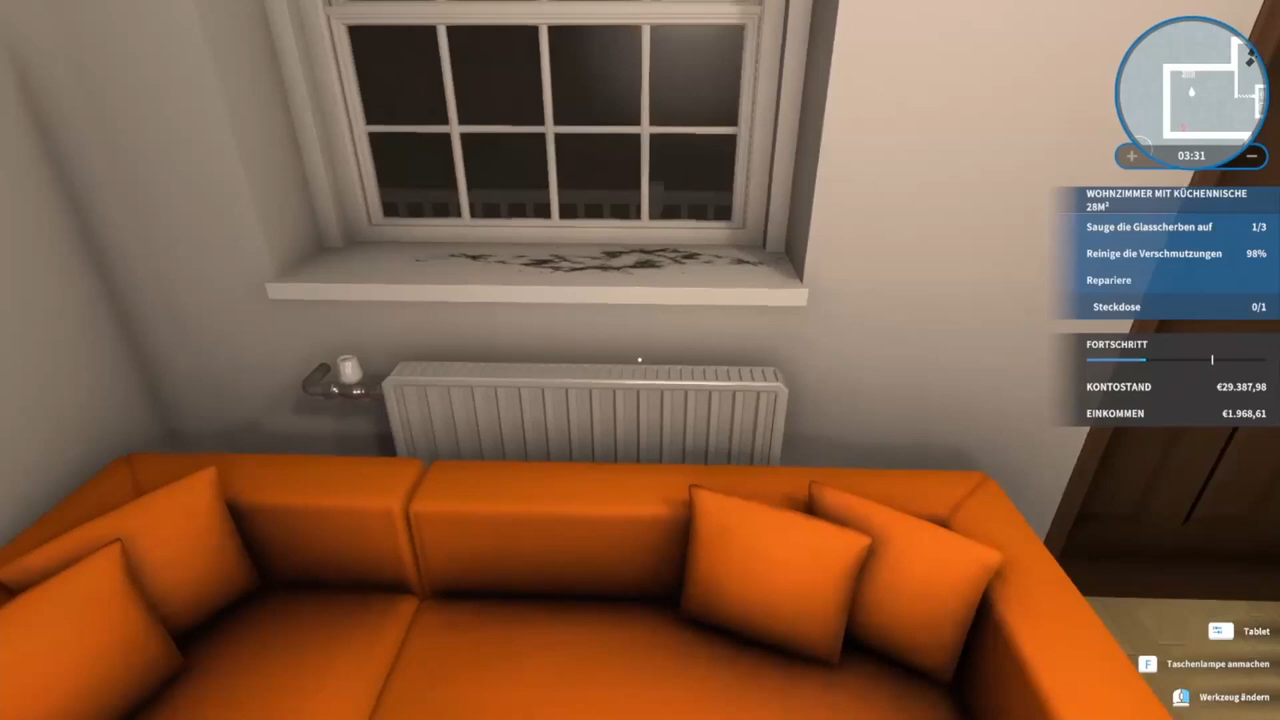 03:31
WOHNZIMMER MIT KÜCHENNISCHE
28M²
Sauge die Glasscherben auf 1/3
Reinige die Verschmutzungen 98%
Repariere
Steckdose 0/1
FORTSCHRITT
KONTOSTAND €29.387,98
EINKOMMEN €1.968,61
Tablet
F Taschenlampe anmachen
Werkzeug ändern